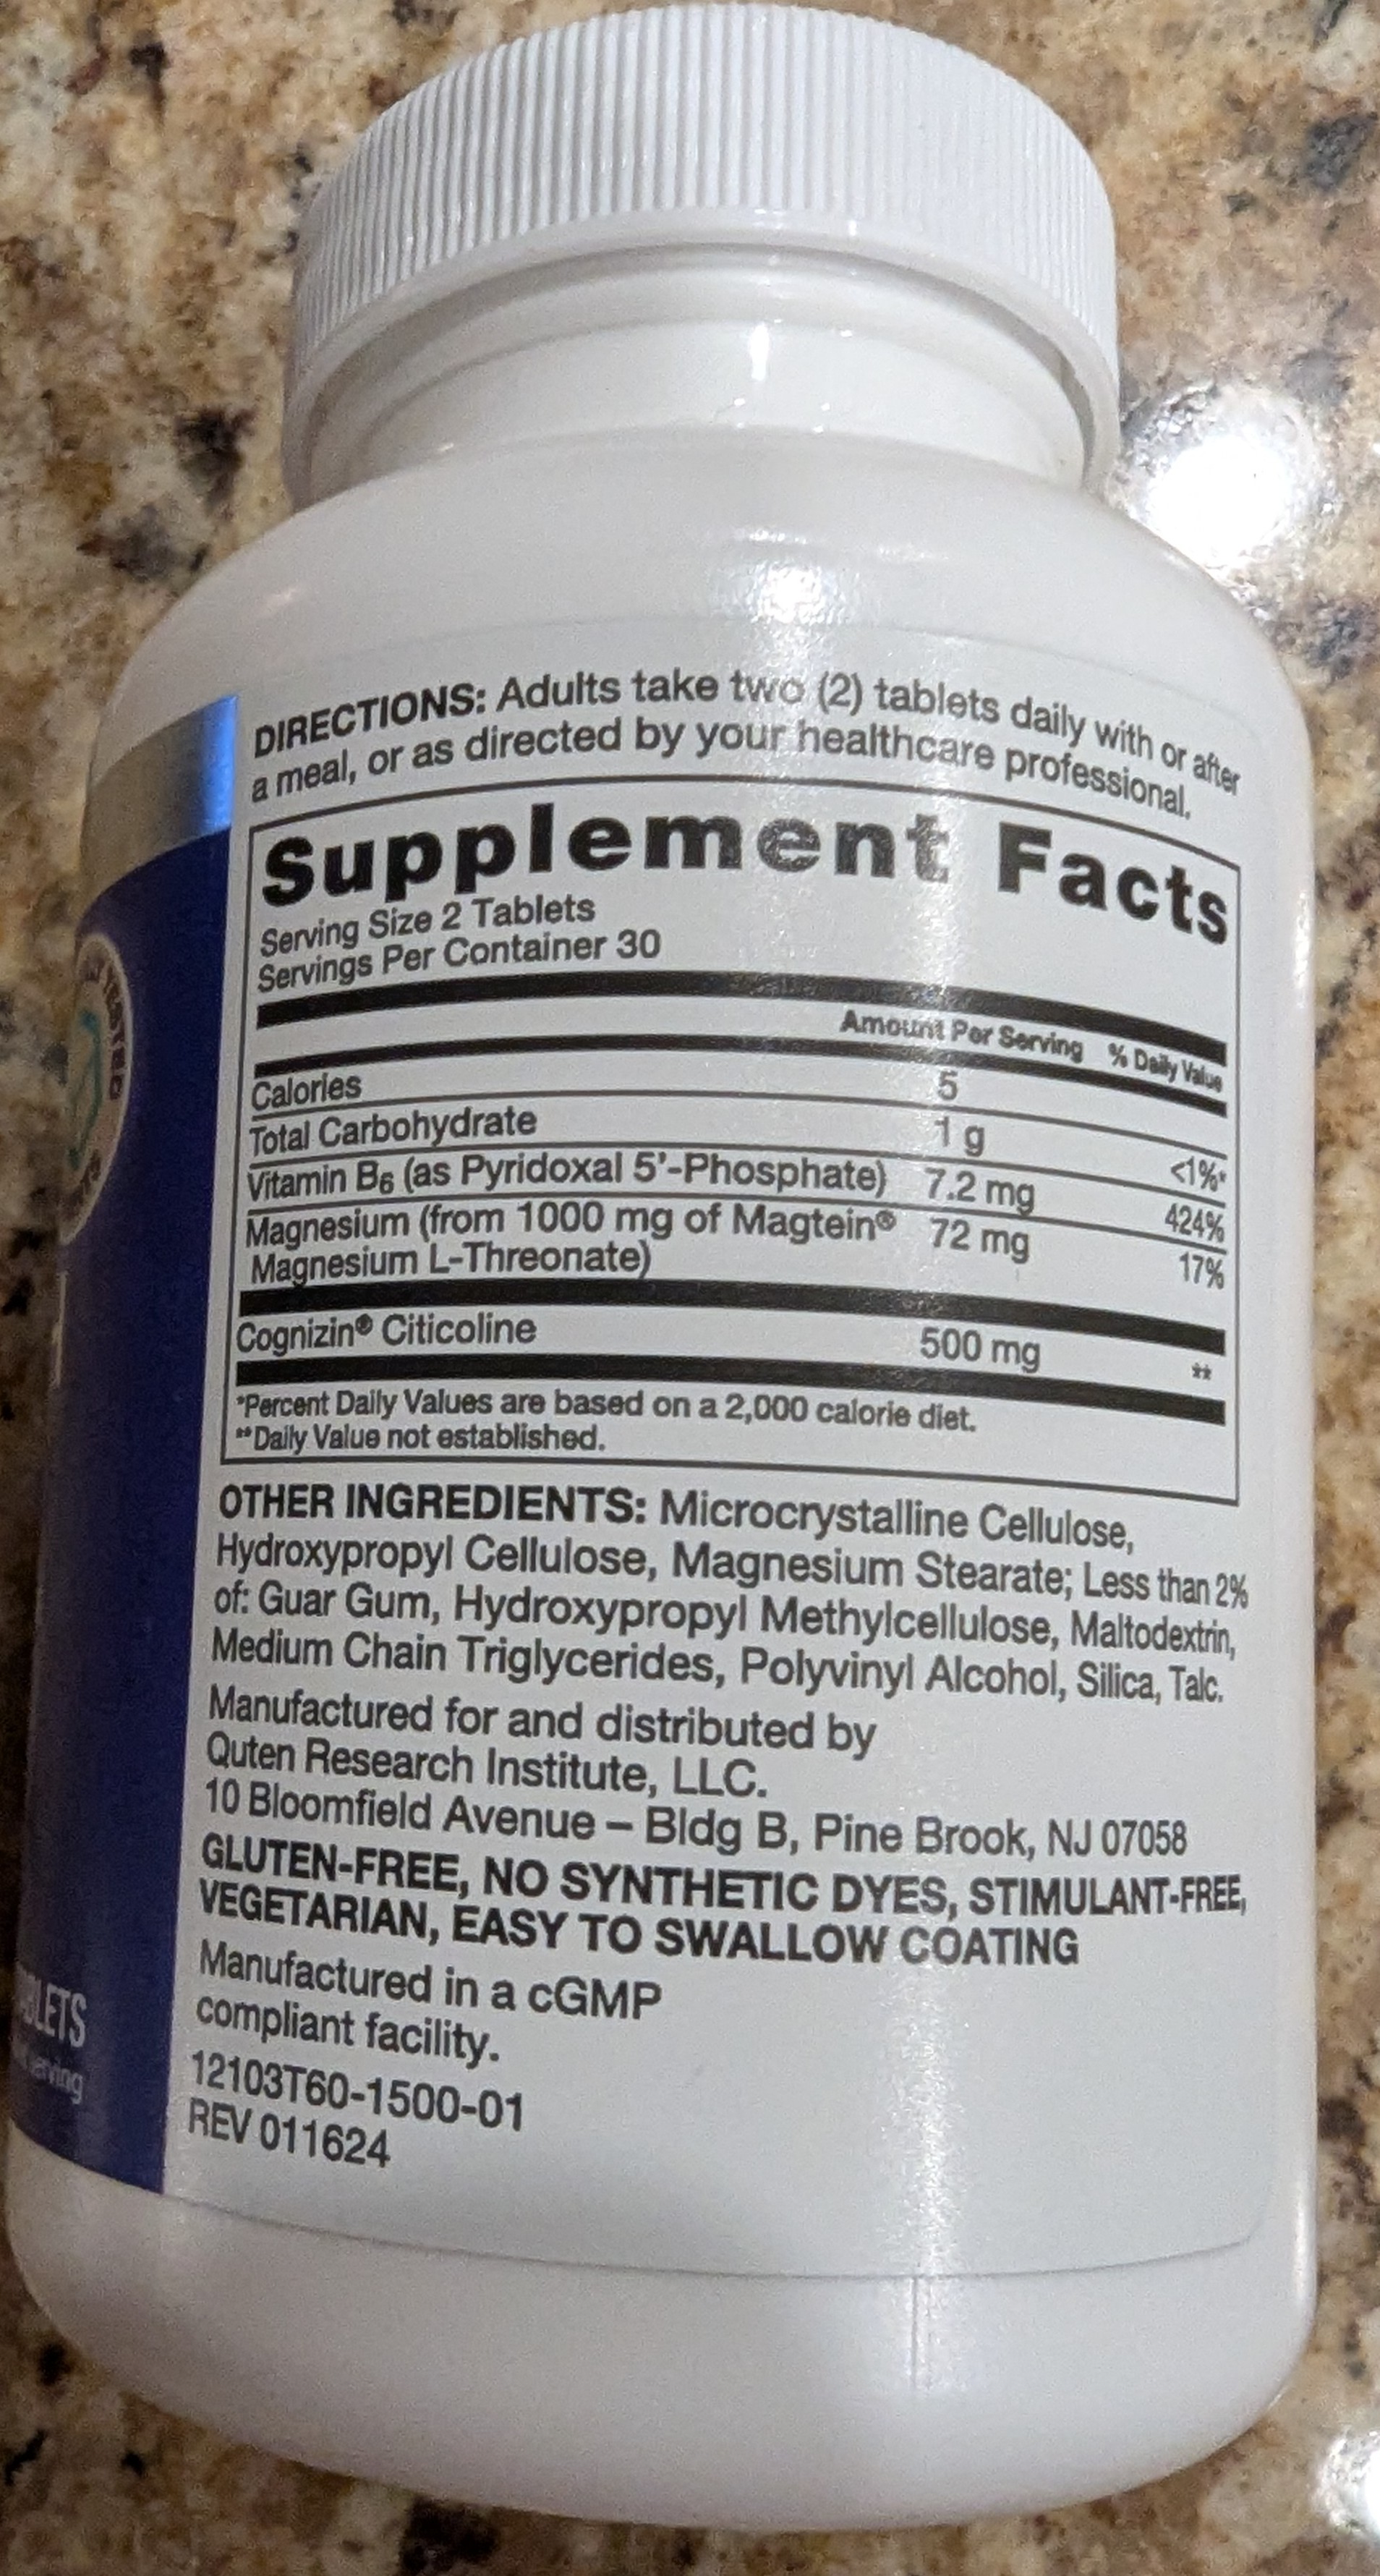 DIRECTIONS: Adults take two (2) tablets daily with or after
a meal, or as directed by your healthcare professional.
Supplement Facts
Serving Size 2 Tablets
Servings Per Container 30
Amount Per Serving % Daily Value
Calories 5
Total Carbohydrate 1 g <1%*
Vitamin B6 (as Pyridoxal 5'-Phosphate) 7.2 mg 424%
Magnesium (from 1000 mg of Magtein® 72 mg 17%
Magnesium L-Threonate)
Cognizin® Citicoline 500 mg **
*Percent Daily Values are based on a 2,000 calorie diet.
**Daily Value not established.
OTHER INGREDIENTS: Microcrystalline Cellulose,
Hydroxypropyl Cellulose, Magnesium Stearate; Less than 2%
of: Guar Gum, Hydroxypropyl Methylcellulose, Maltodextrin,
Medium Chain Triglycerides, Polyvinyl Alcohol, Silica, Talc.
Manufactured for and distributed by
Quten Research Institute, LLC.
10 Bloomfield Avenue – Bldg B, Pine Brook, NJ 07058
GLUTEN-FREE, NO SYNTHETIC DYES, STIMULANT-FREE,
VEGETARIAN, EASY TO SWALLOW COATING
Manufactured in a cGMP
compliant facility.
12103T60-1500-01
REV 011624
TESTED